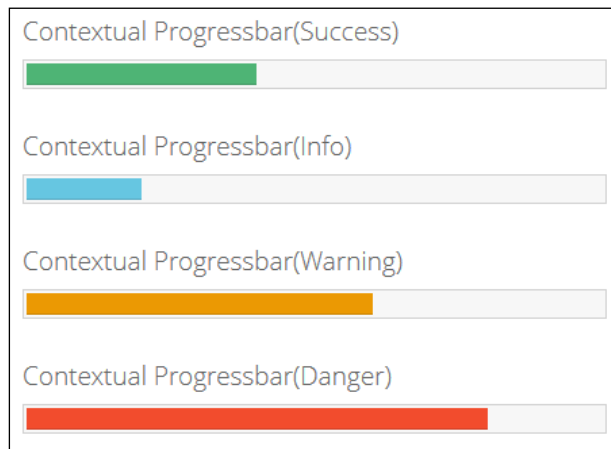 Contextual Progressbar(Success)
Contextual Progressbar(Info)
Contextual Progressbar(Warning)
Contextual Progressbar(Danger)